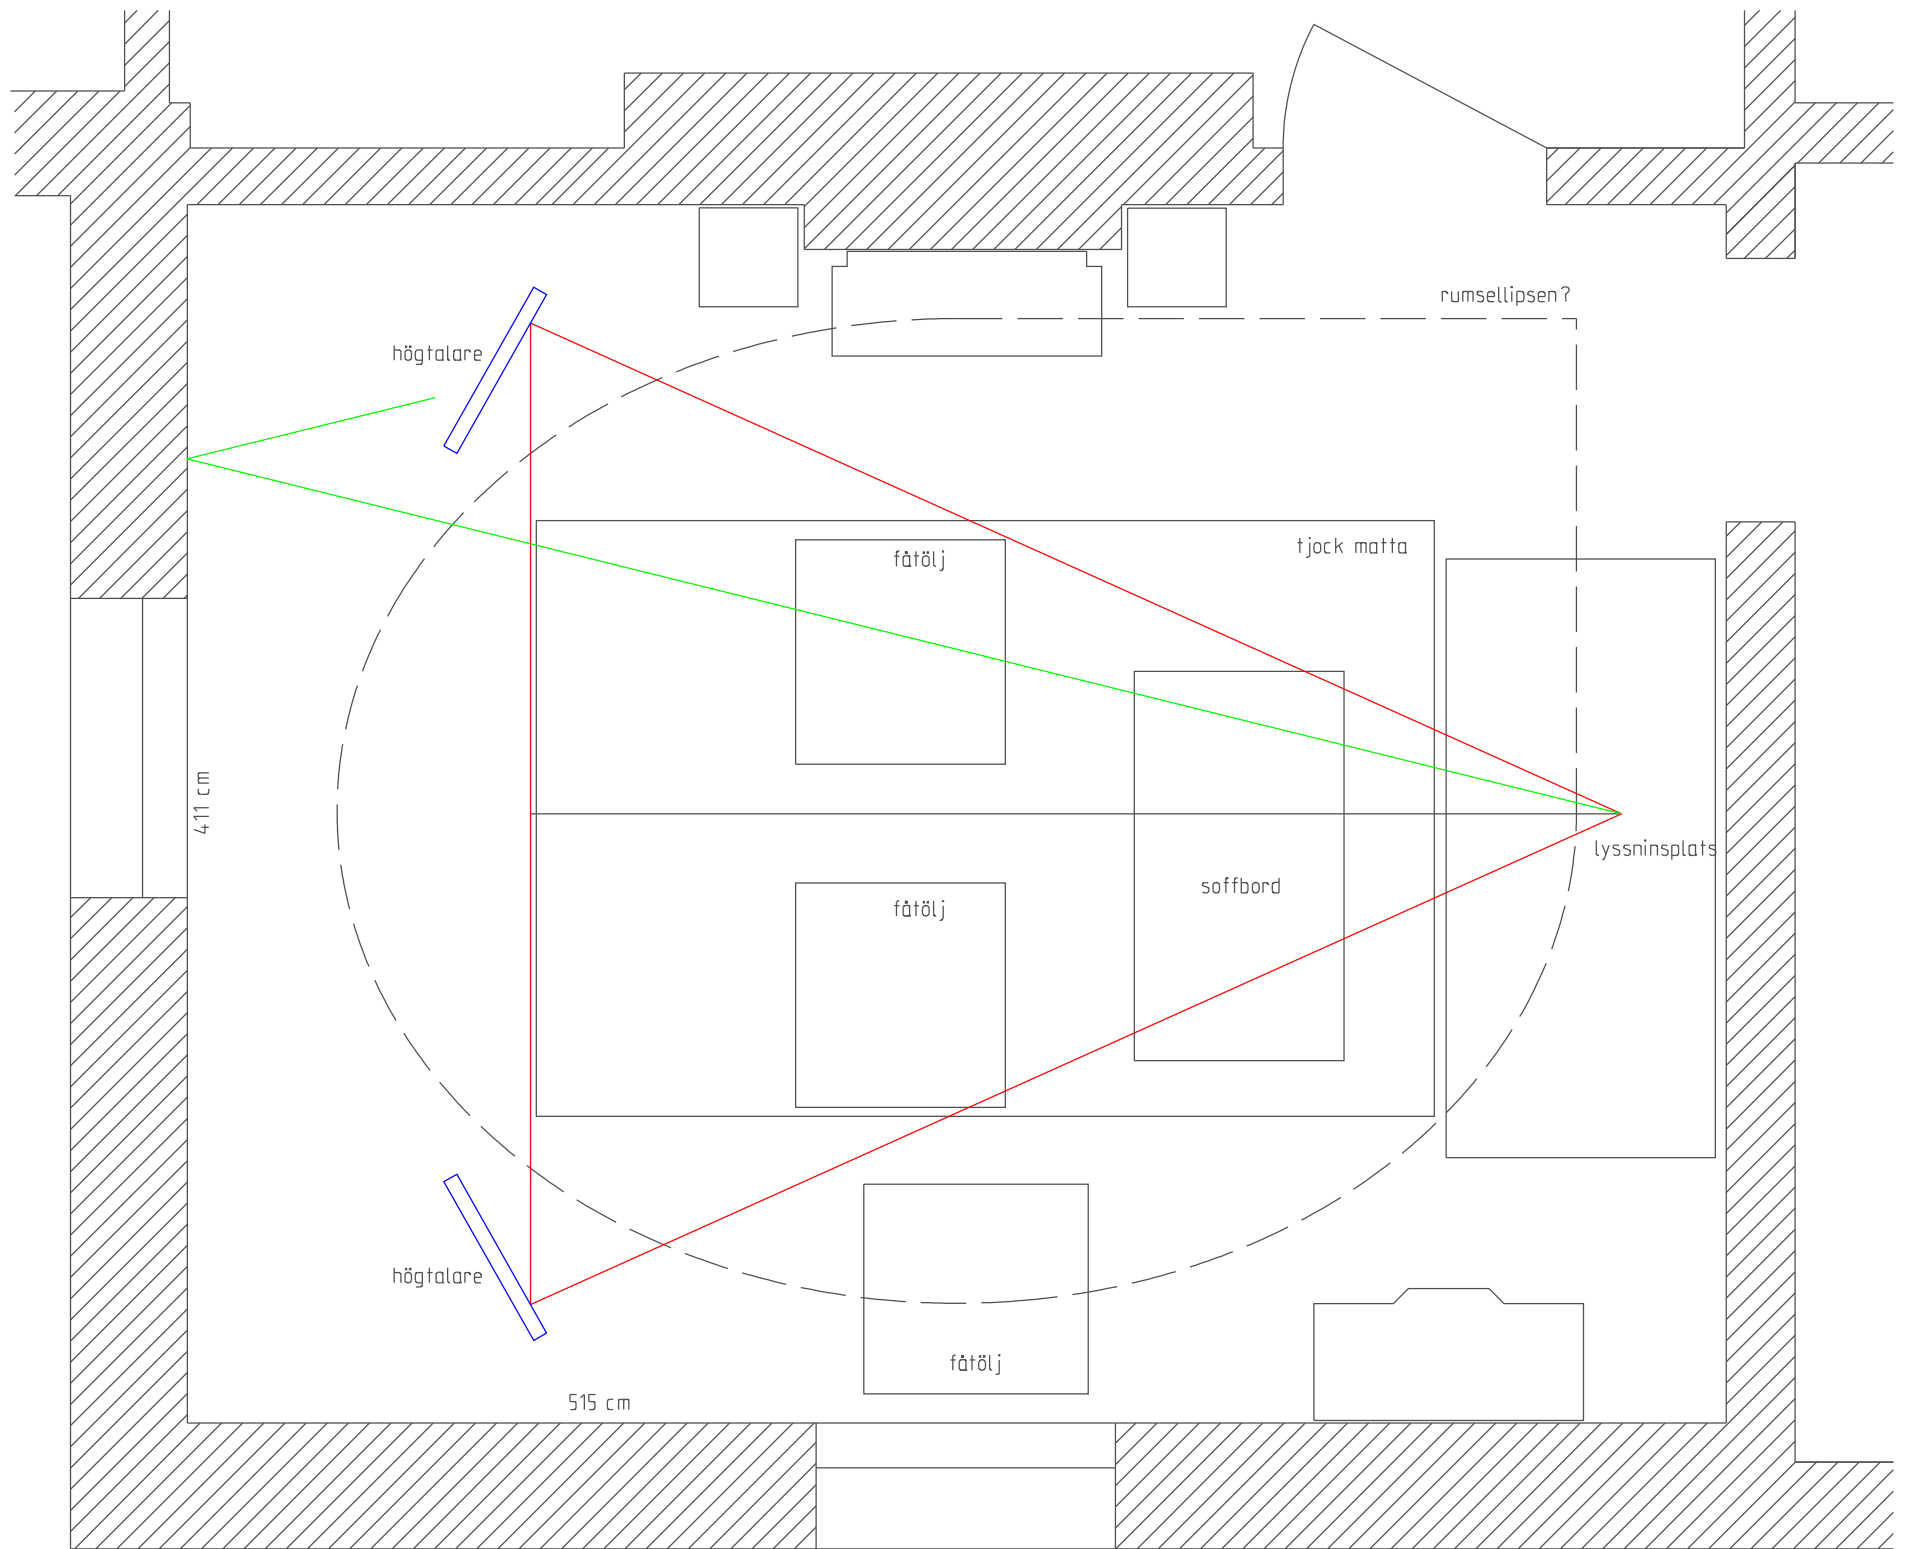 rumsellipsen?
högtalare
tjock matta
fåtölj
411 cm
lyssninsplats
soffbord
fåtölj
högtalare
fåtölj
515 cm